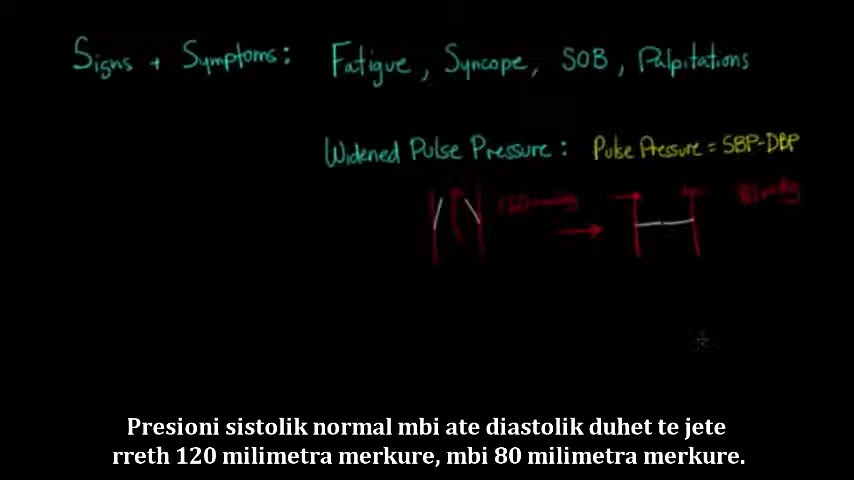 Signs + Symptoms: Fatigue, Syncope, SOB, Palpitations
Widened Pulse Pressure: Pulse Pressure = SBP-DBP
Presioni sistolik normal mbi ate diastolik duhet te jete
rreth 120 milimetra merkure, mbi 80 milimetra merkure.